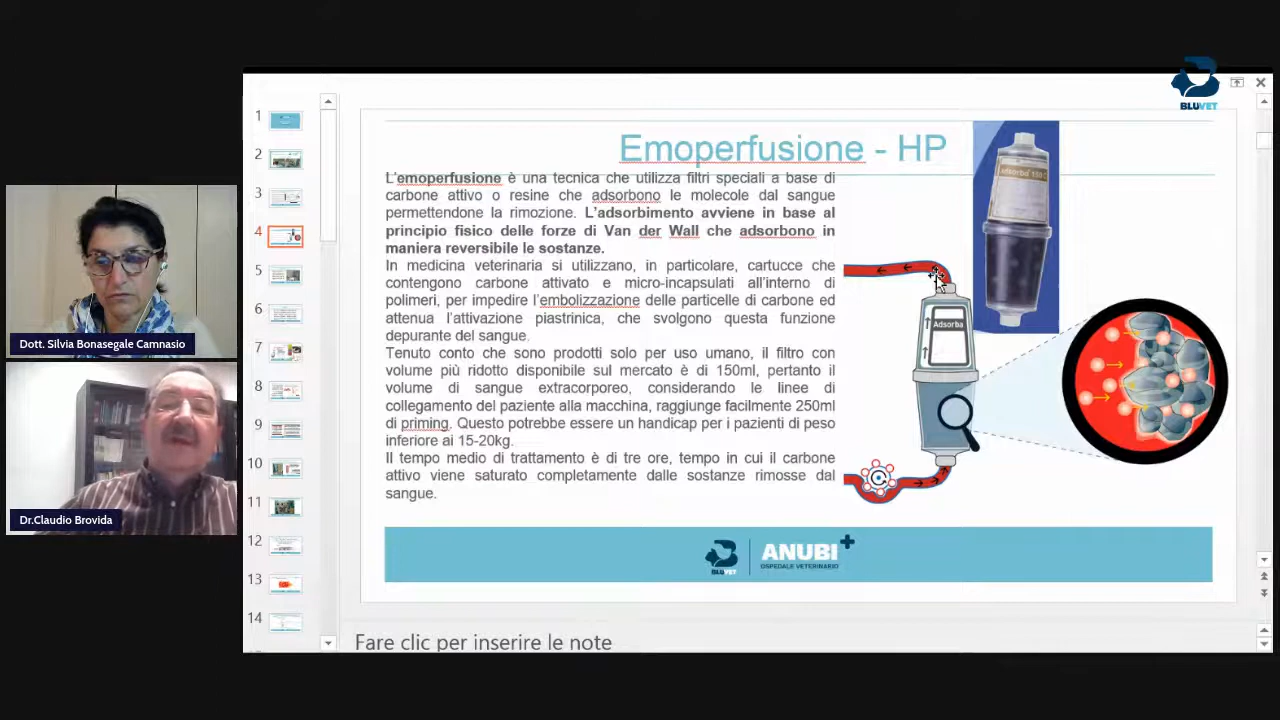 BLUVET
1
2
3
4
5
6
7
8
9
10
11
12
13
14
Dott. Silvia Bonasegale Camnasio
Dr.Claudio Brovida
Emoperfusione - HP
L'emoperfusione è una tecnica che utilizza filtri speciali a base di
carbone attivo o resine che adsorbono le molecole dal sangue
permettendone la rimozione. L'adsorbimento avviene in base al
principio fisico delle forze di Van der Wall che adsorbono in
maniera reversibile le sostanze.
In medicina veterinaria si utilizzano, in particolare, cartucce che
contengono carbone attivato e micro-incapsulati all'interno di
polimeri, per impedire l'embolizzazione delle particelle di carbone ed
attenua l'attivazione piastrinica, che svolgono questa funzione
depurante del sangue.
Tenuto conto che sono prodotti solo per uso umano, il filtro con
volume più ridotto disponibile sul mercato è di 150ml, pertanto il
volume di sangue extracorporeo, considerando le linee di
collegamento del paziente alla macchina, raggiunge facilmente 250ml
di priming. Questo potrebbe essere un handicap per i pazienti di peso
inferiore ai 15-20kg.
Il tempo medio di trattamento è di tre ore, tempo in cui il carbone
attivo viene saturato completamente dalle sostanze rimosse dal
sangue.
Adsorba 150 C
Adsorba
BLUVET
ANUBI+
OSPEDALE VETERINARIO
Fare clic per inserire le note